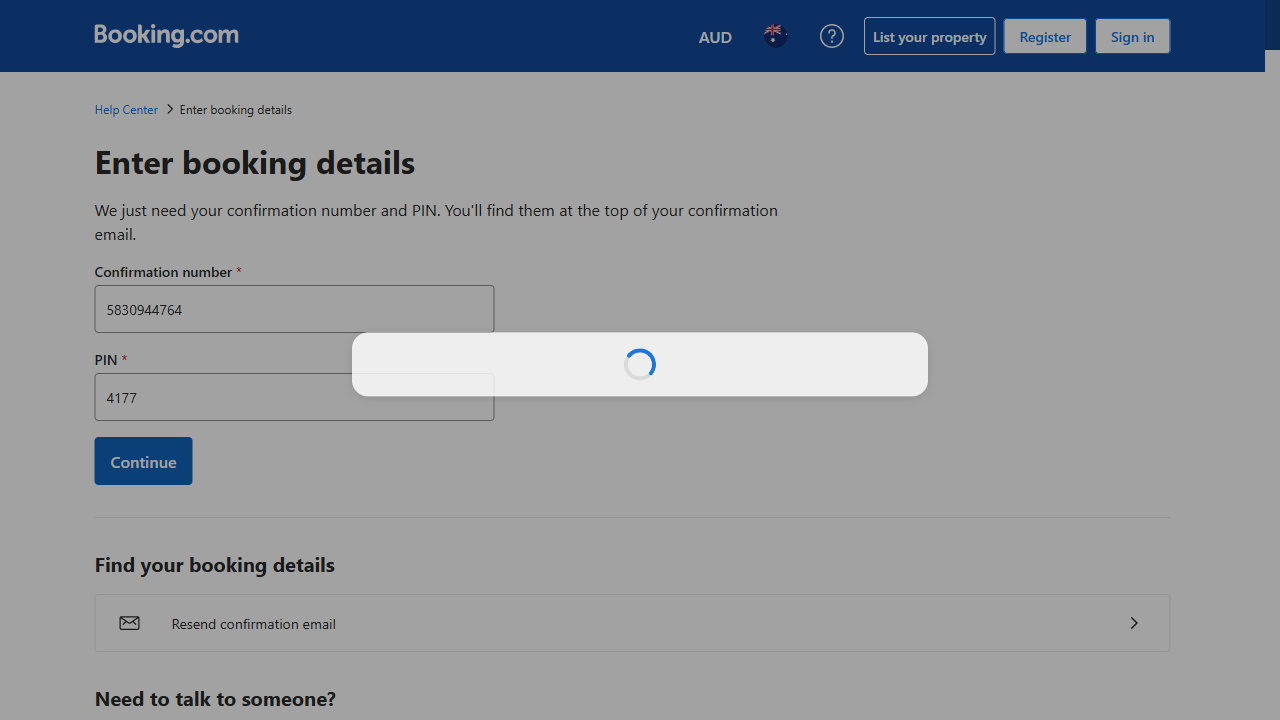 Booking.com
AUD
List your property
Register
Sign in
Help Center
Enter booking details
Enter booking details
We just need your confirmation number and PIN. You'll find them at the top of your confirmation
email.
Confirmation number *
5830944764
PIN *
4177
Continue
Find your booking details
Resend confirmation email
Need to talk to someone?